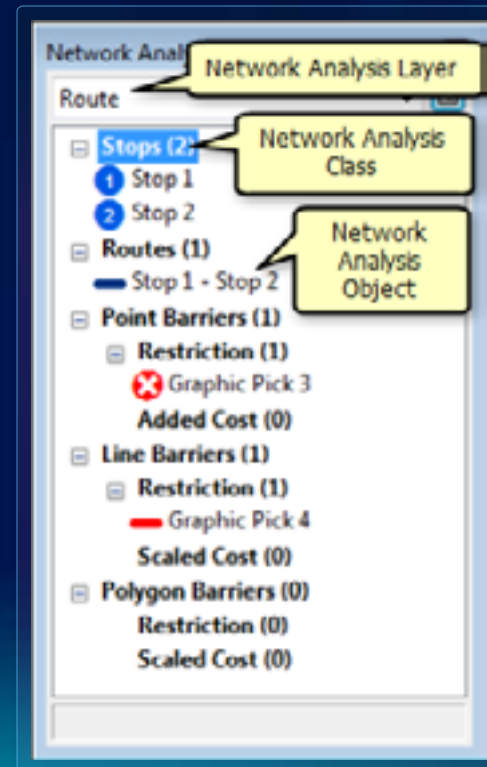 Network Anal
Network Analysis Layer
Route
Stops (2)
Network Analysis
Class
Stop 1
Stop 2
Network
Analysis
Object
Routes (1)
Stop 1 - Stop 2
Point Barriers (1)
Restriction (1)
Graphic Pick 3
Added Cost (0)
Line Barriers (1)
Restriction (1)
Graphic Pick 4
Scaled Cost (0)
Polygon Barriers (0)
Restriction (0)
Scaled Cost (0)